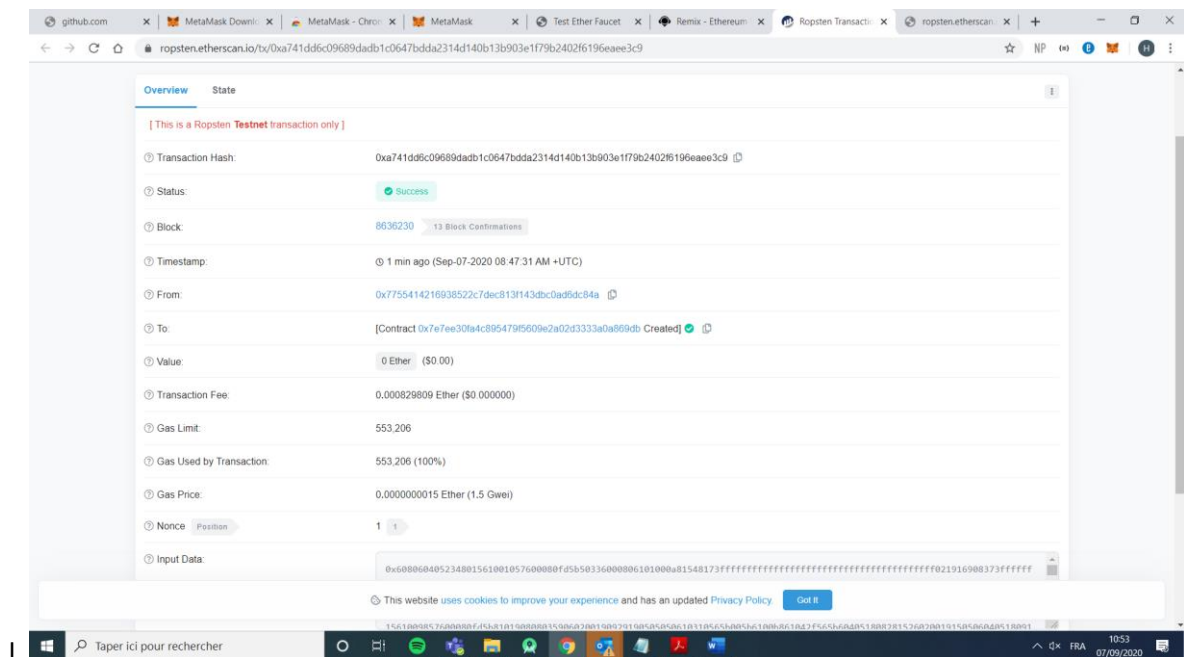 github.com
MetaMask Downlo
MetaMask - Chron
MetaMask
Test Ether Faucet
Remix - Ethereum
Ropsten Transactio
ropsten.etherscan.
ropsten.etherscan.io/tx/0xa741dd6c09689dadb1c0647bdda2314d140b13b903e1f79b2402f6196eaee3c9
NP
H
Overview State
[ This is a Ropsten Testnet transaction only ]
Transaction Hash: 0xa741dd6c09689dadb1c0647bdda2314d140b13b903e1f79b2402f6196eaee3c9
Status: Success
Block: 8636230 13 Block Confirmations
Timestamp: 1 min ago (Sep-07-2020 08:47:31 AM +UTC)
From: 0x7755414216938522c7dec813f143dbc0ad6dc84a
To: [Contract 0x7e7ee30fa4c895479f5609e2a02d3333a0a869db Created]
Value: 0 Ether ($0.00)
Transaction Fee: 0.000829809 Ether ($0.000000)
Gas Limit: 553,206
Gas Used by Transaction: 553,206 (100%)
Gas Price: 0.0000000015 Ether (1.5 Gwei)
Nonce Position 1 1
Input Data:
This website uses cookies to improve your experience and has an updated Privacy Policy. Got It
Taper ici pour rechercher
FRA
10:53
07/09/2020